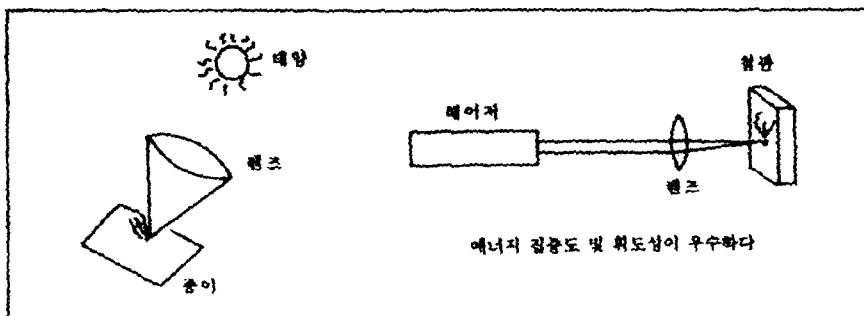 태양
철판
레이저
렌즈
렌즈
종이
에너지 집중도 및 휘도성이 우수하다